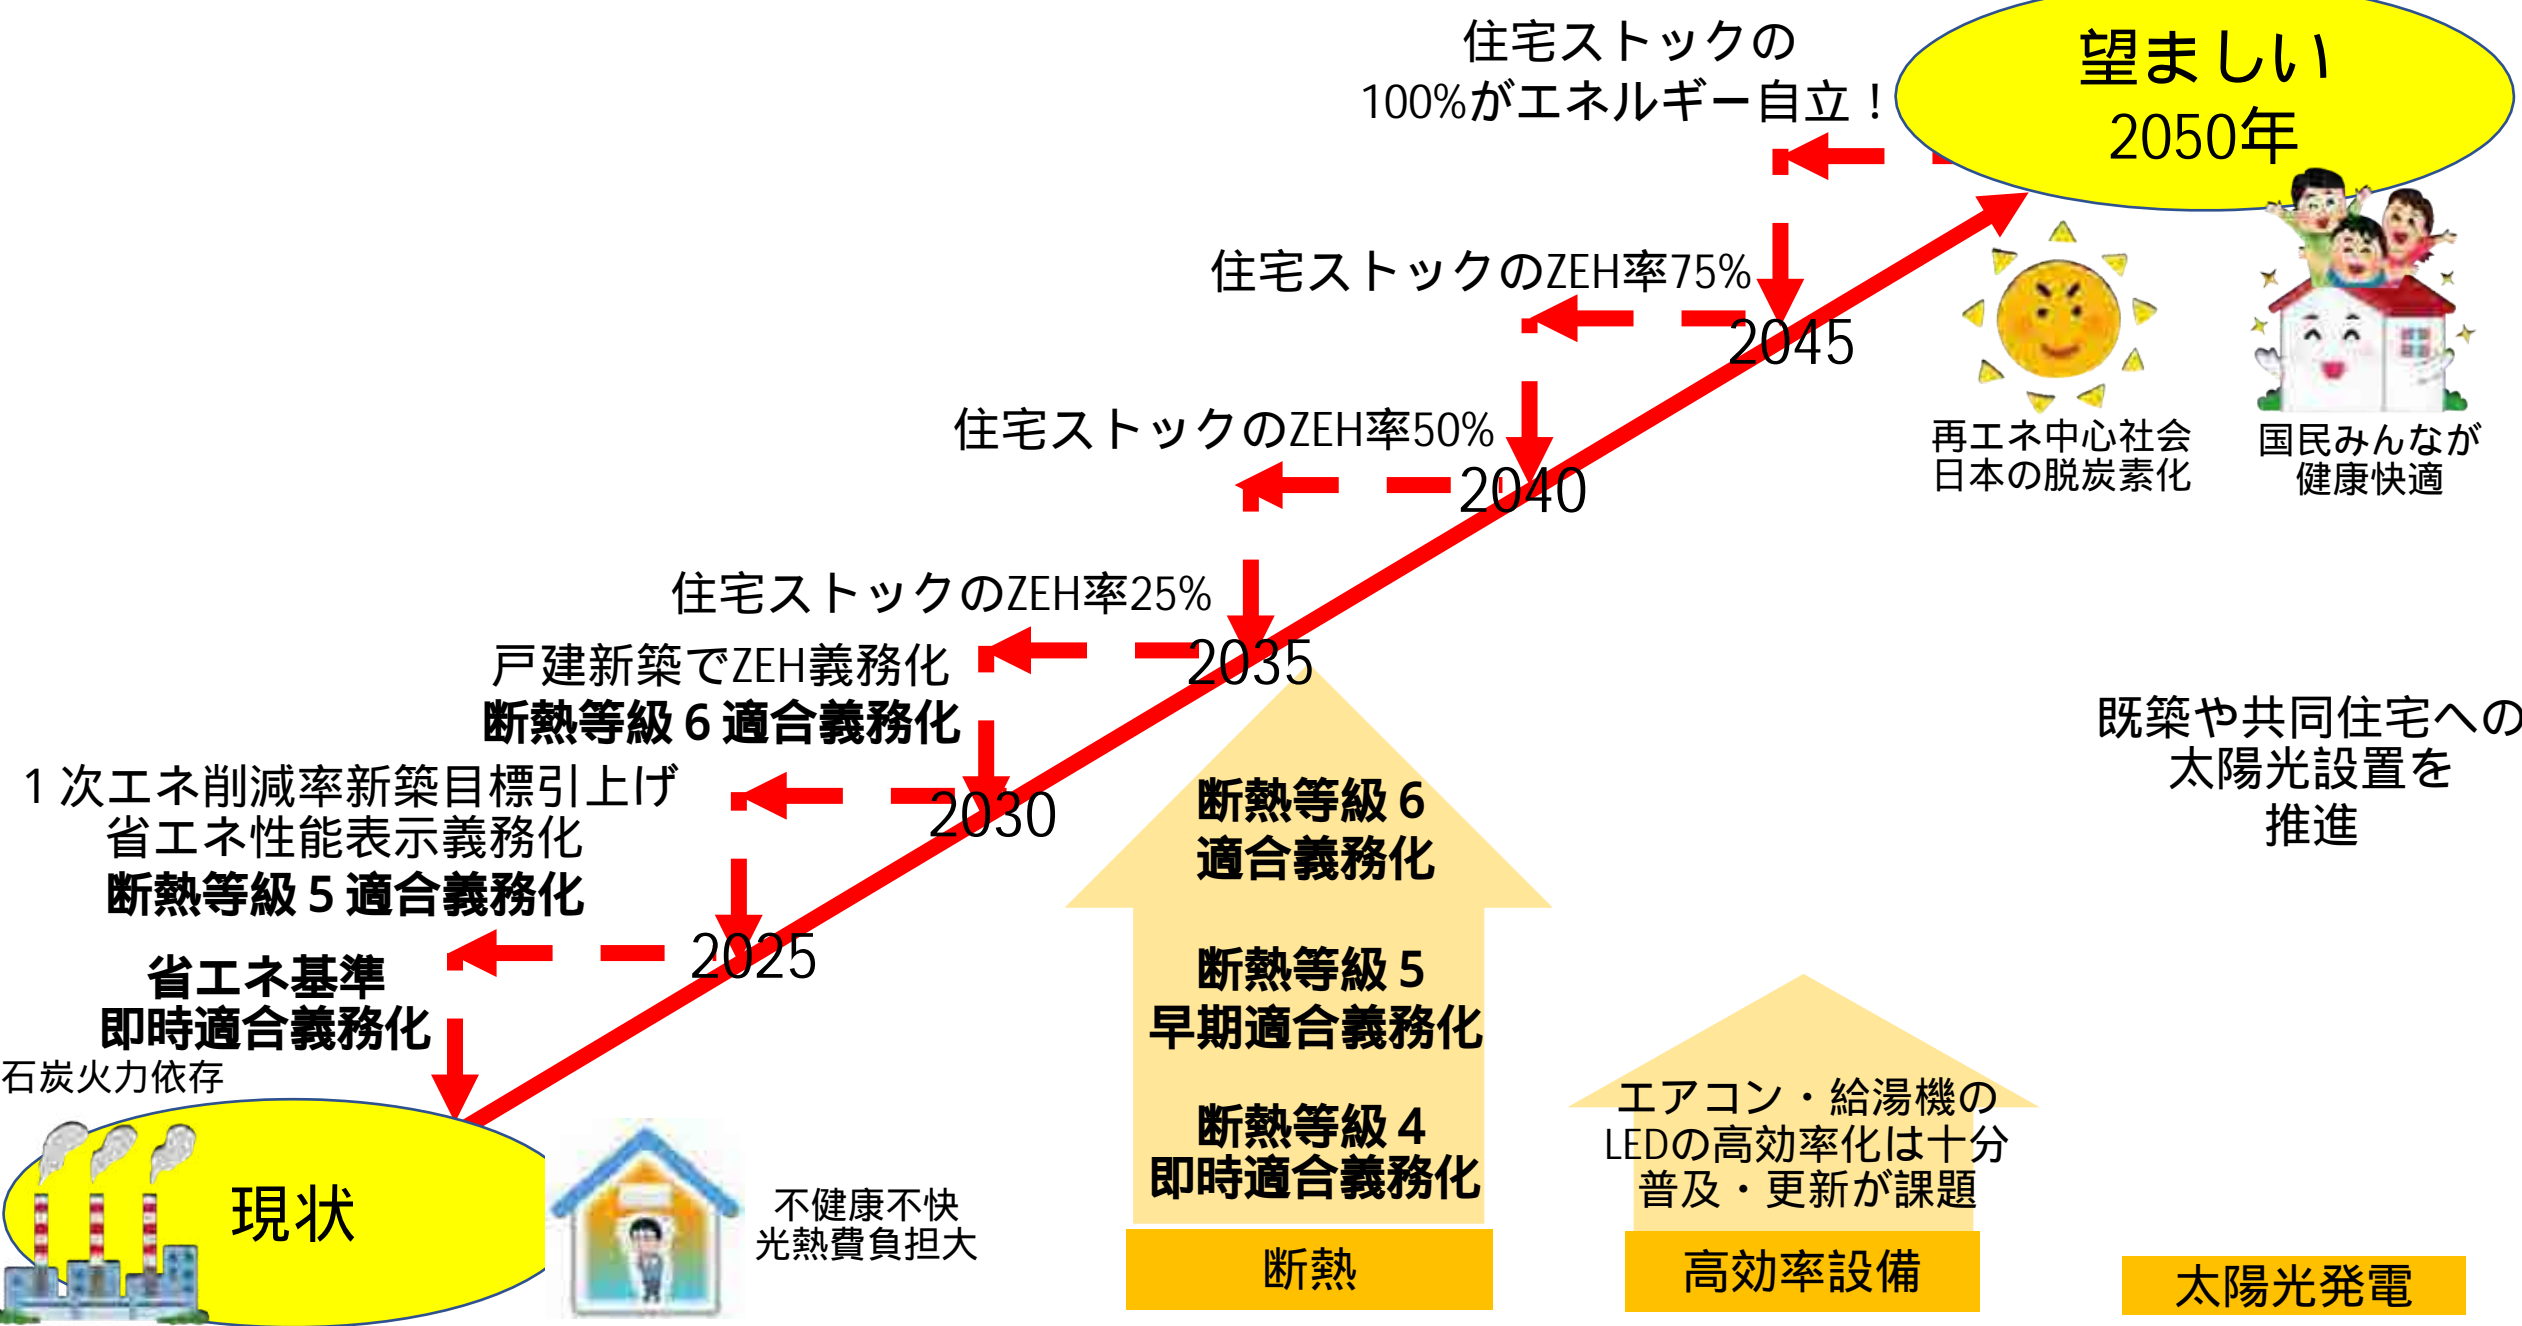 住宅ストックの
100%がエネルギー自立！
望ましい
2050年
住宅ストックのZEH率75%
2045
住宅ストックのZEH率50%
2040
再エネ中心社会
日本の脱炭素化
国民みんなが
健康快適
住宅ストックのZEH率25%
2035
戸建新築でZEH義務化
断熱等級６適合義務化
2030
１次エネ削減率新築目標引上げ
省エネ性能表示義務化
断熱等級５適合義務化
2025
省エネ基準
即時適合義務化
石炭火力依存
現状
不健康不快
光熱費負担大
断熱等級６
適合義務化
断熱等級５
早期適合義務化
断熱等級４
即時適合義務化
断熱
エアコン・給湯機の
LEDの高効率化は十分
普及・更新が課題
高効率設備
既築や共同住宅への
太陽光設置を
推進
太陽光発電